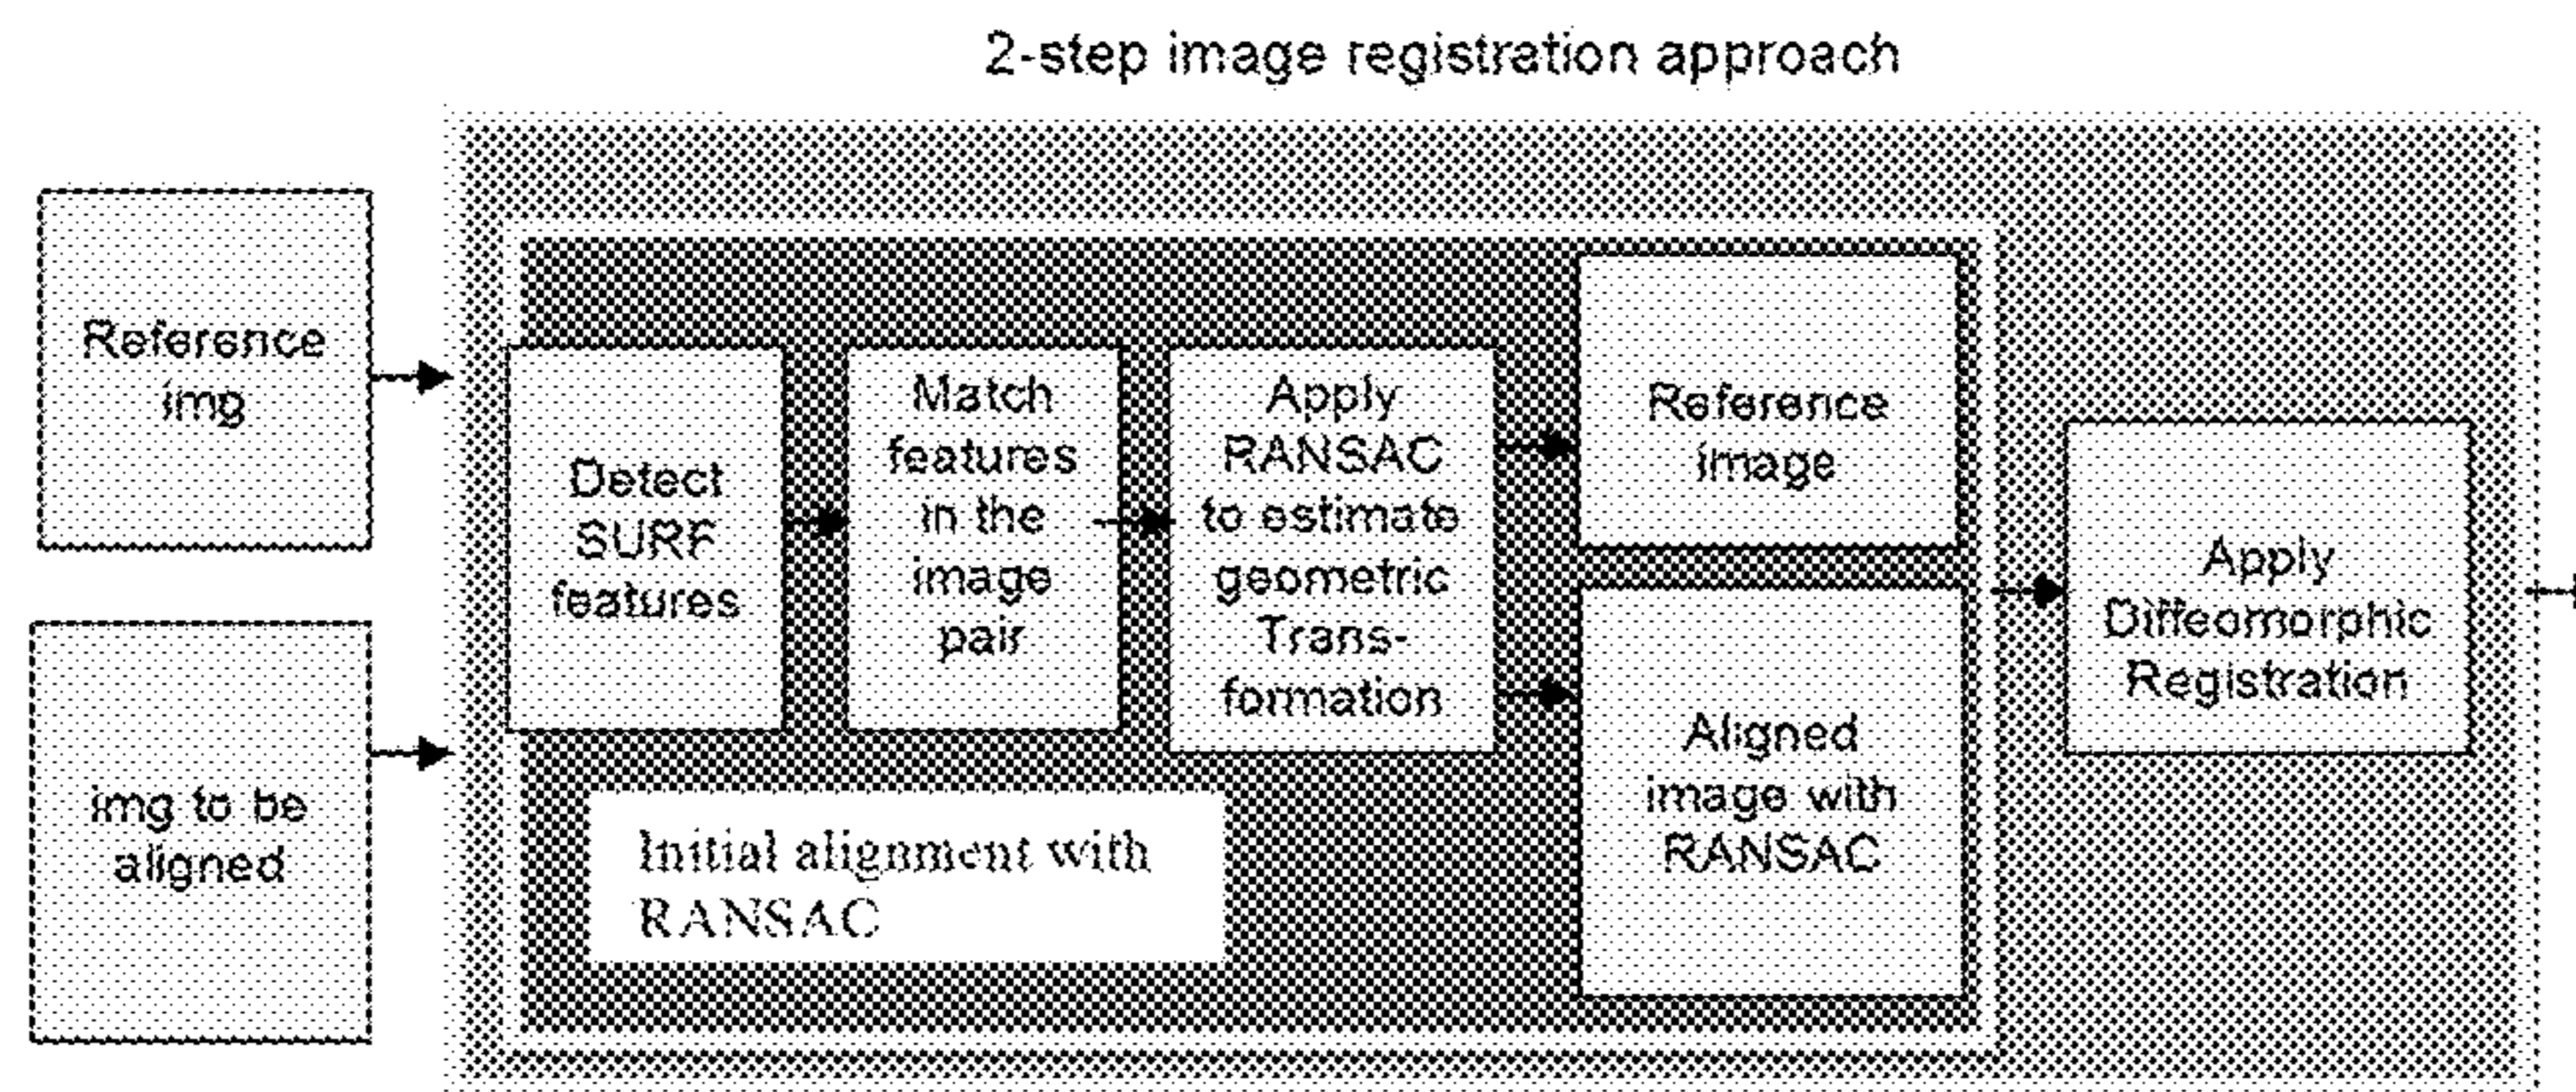 2-step image registration approach
Reference
img
img to be
aligned
Detect
SURF
features
Match
features
in the
image
pair
Apply
RANSAC
to estimate
geometric
Trans-
formation
Reference
image
Aligned
image with
RANSAC
Initial alignment with
RANSAC
Apply
Diffeomorphic
Registration